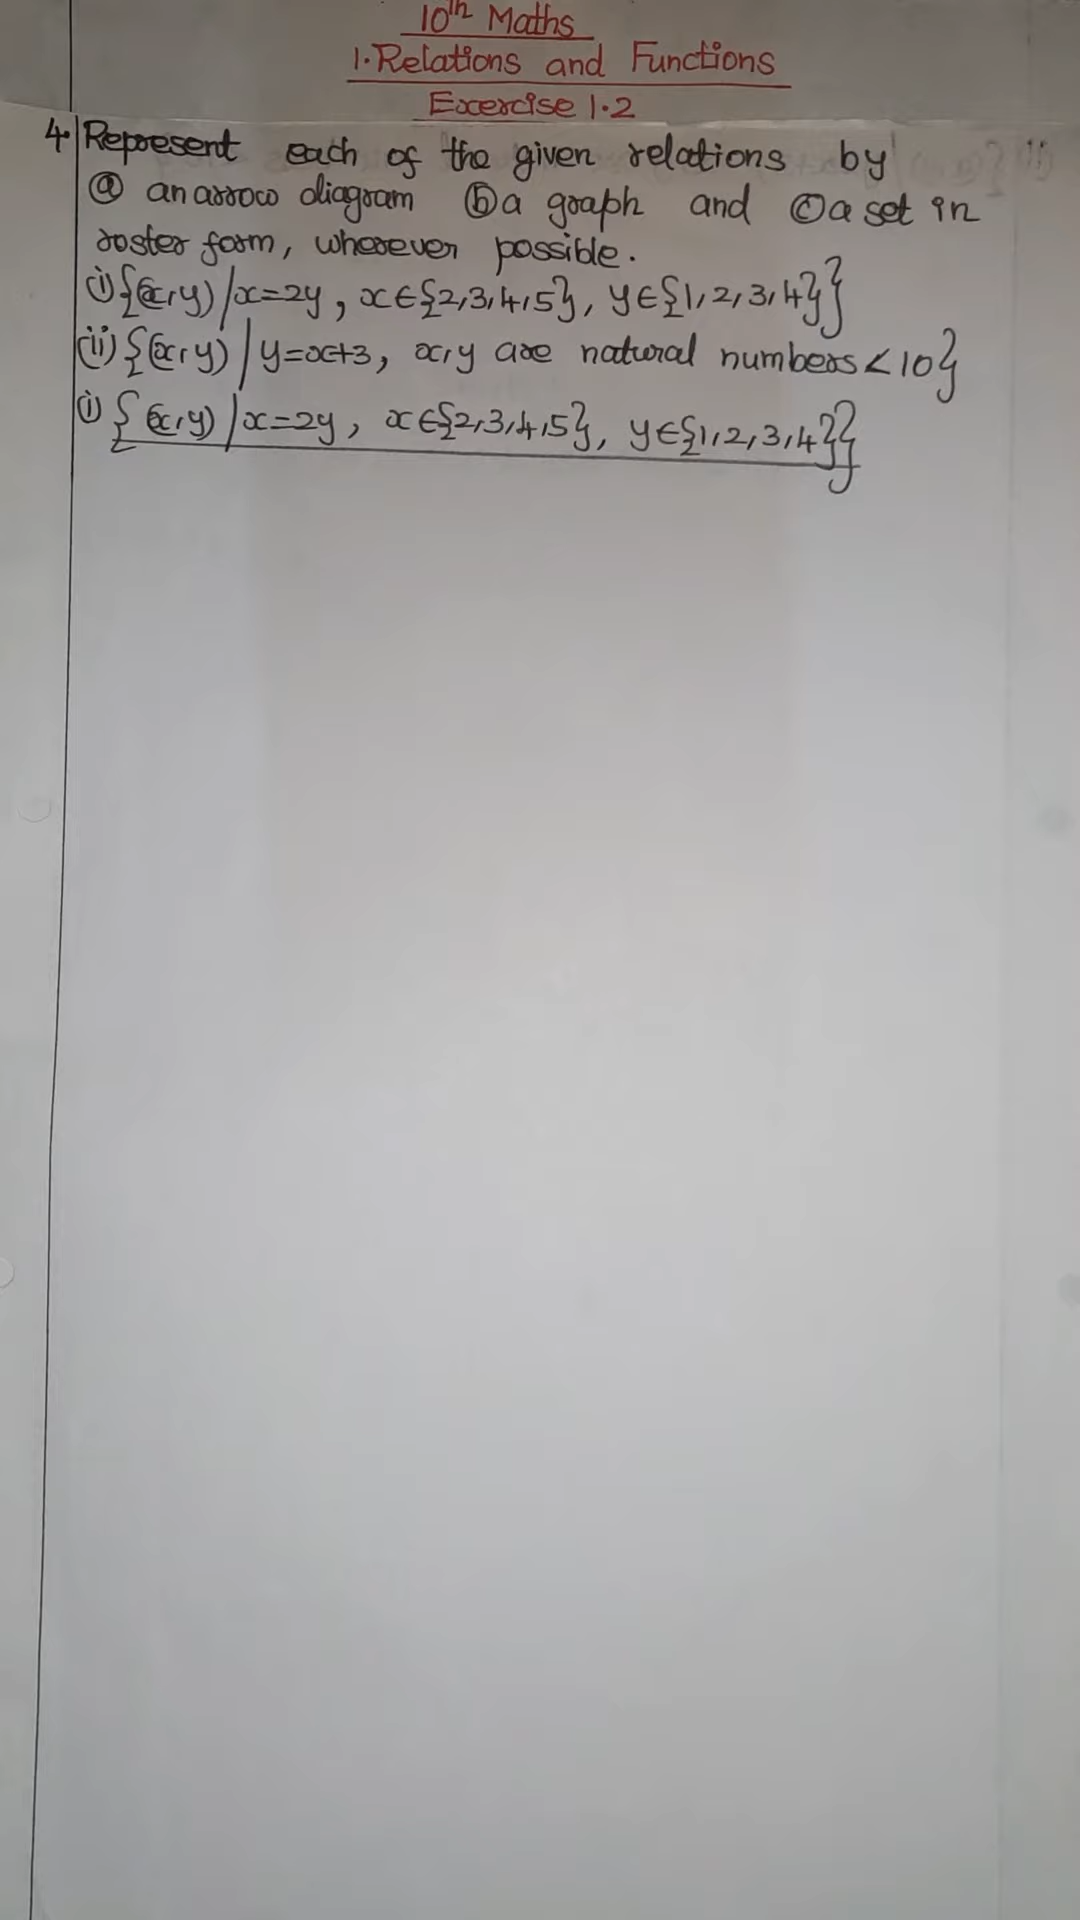 10th Maths
1. Relations and Functions
Exercise 1.2
4. Represent each of the given relations by
ⓐ an arrow diagram ⓑ a graph and ⓒ a set in
roster form, wherever possible.
(i) {(x,y) / x=2y, x∈{2,3,4,5}, y∈{1,2,3,4}}
(ii) {(x,y) / y=x+3, x,y are natural numbers < 10}
(i) {(x,y) / x=2y, x∈{2,3,4,5}, y∈{1,2,3,4}}